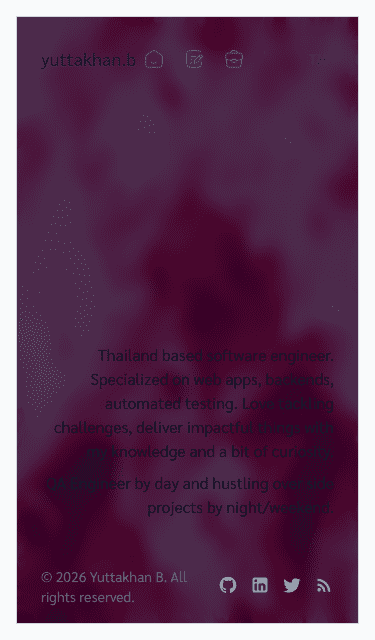 yuttakhan.b
Thailand based software engineer.
Specialized on web apps, backends,
automated testing. Love
challenges, deliver impactful things with
my knowledge and a bit of
engineer by day and hustling over side
projects by night/weekend.
© 2026 Yuttakhan B. All
rights reserved.